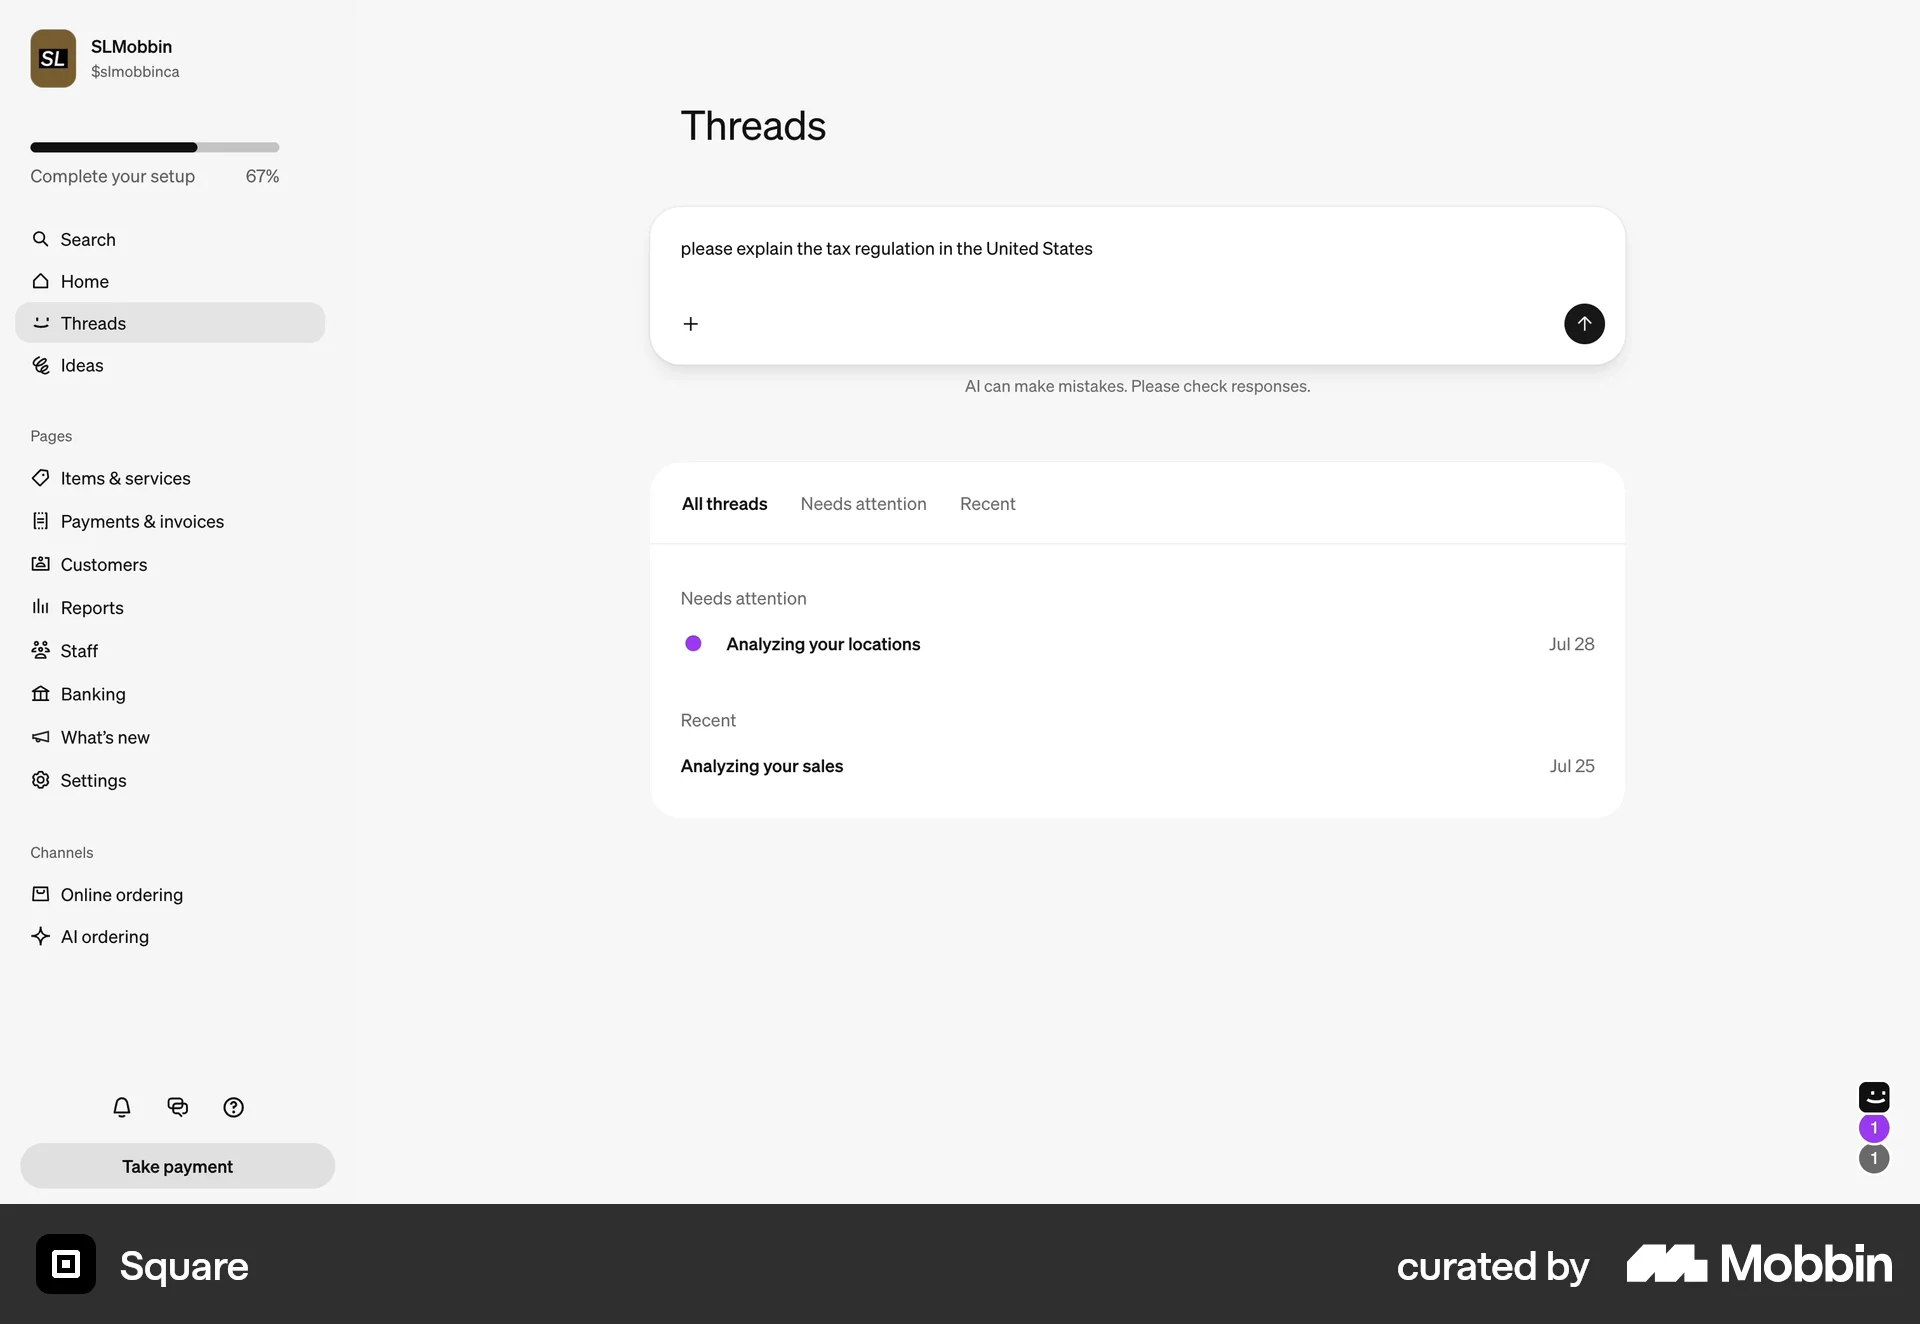 SL
SLMobbin
$slmobbinca
Complete your setup 67%
Search
Home
Threads
Ideas
Pages
Items & services
Payments & invoices
Customers
Reports
Staff
Banking
What's new
Settings
Channels
Online ordering
AI ordering
Take payment
Threads
please explain the tax regulation in the United States
AI can make mistakes. Please check responses.
All threads Needs attention Recent
Needs attention
Analyzing your locations Jul 28
Recent
Analyzing your sales Jul 25
1
1
Square
curated by Mobbin